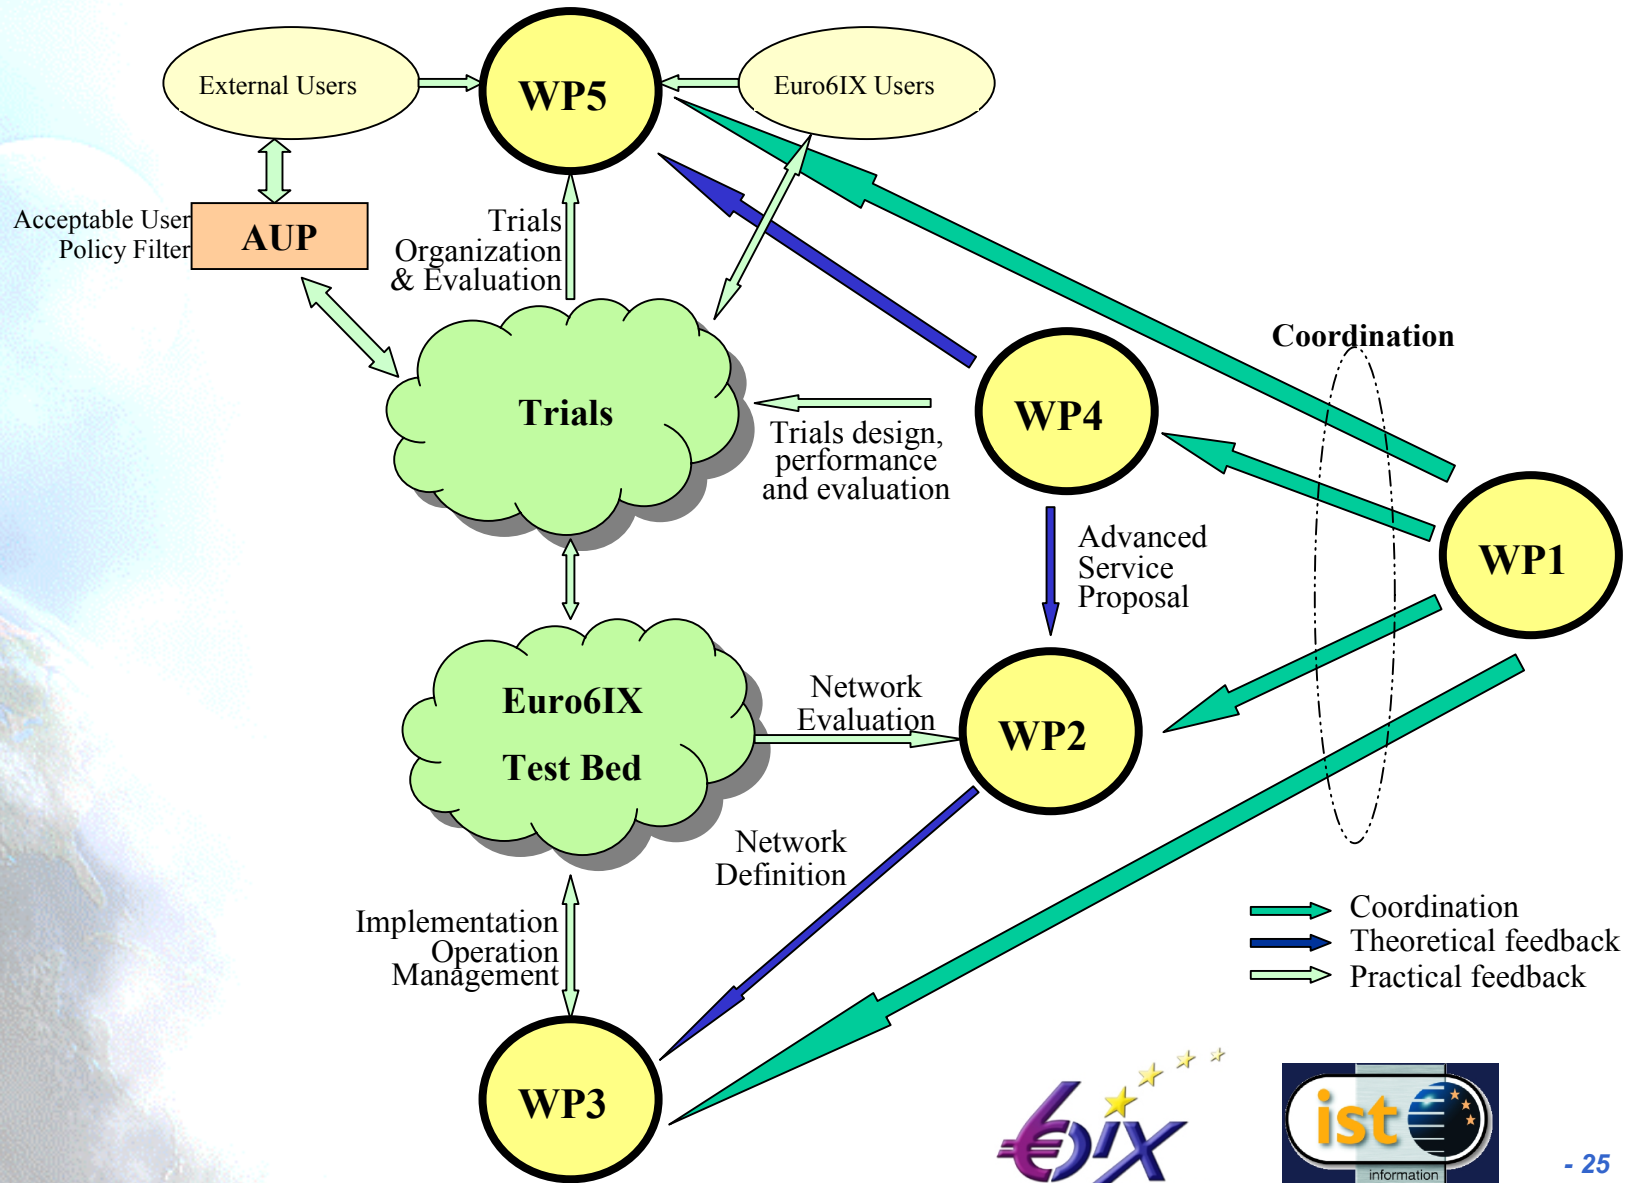 External Users
WP5
Euro6IX Users
Acceptable User
Policy Filter
AUP
Trials
Organization
& Evaluation
Coordination
Trials
WP4
Trials design,
performance
and evaluation
WP1
Advanced
Service
Proposal
Euro6IX
Test Bed
Network
Evaluation
WP2
Network
Definition
Implementation
Operation
Management
Coordination
Theoretical feedback
Practical feedback
WP3
6IX
ist
information
- 25